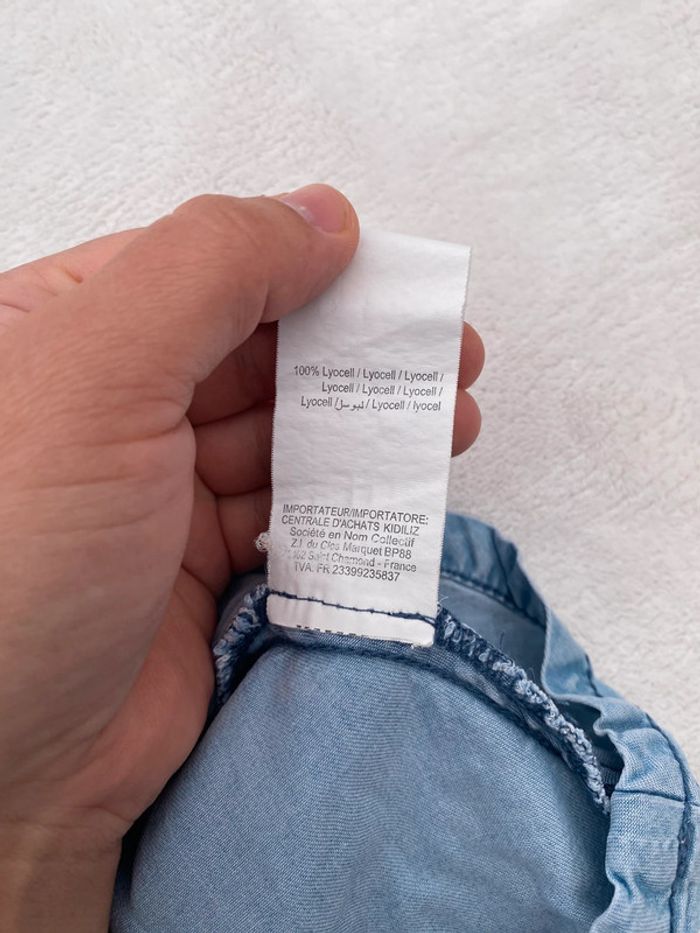 100% Lyocell / Lyocell / Lyocell /
Lyocell / Lyocell / Lyocell /
Lyocell / ليوسل / Lyocell / lyocel
IMPORTATEUR/IMPORTATORE:
CENTRALE D'ACHATS KIDILIZ
Société en Nom Collectif
Z.I. du Clos Marquet BP88
Saint Chamond - France
TVA. FR 23399235837